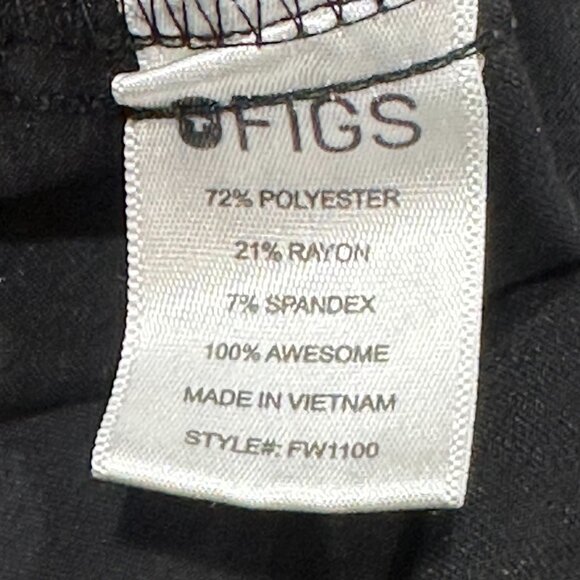 FIGS
72% POLYESTER
21% RAYON
7% SPANDEX
100% AWESOME
MADE IN VIETNAM
STYLE#: FW1100